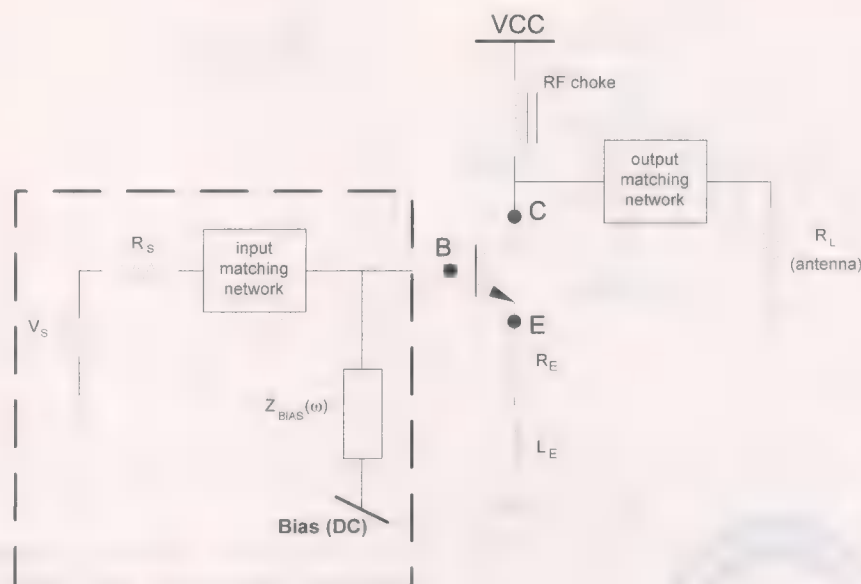 VCC
RF choke
output
matching
network
C
B
R_S
input
matching
network
R_L
(antenna)
V_S
E
R_E
Z_BIAS(ω)
L_E
Bias (DC)